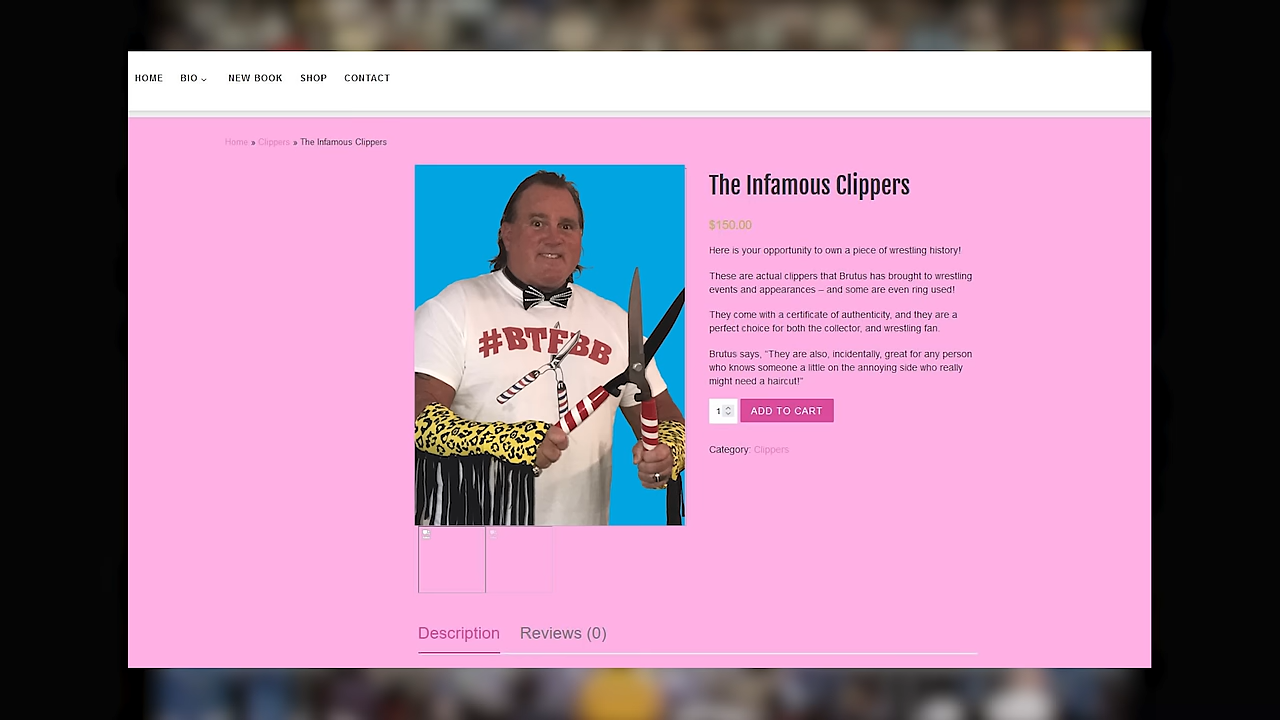 HOME BIO NEW BOOK SHOP CONTACT
Home » Clippers » The Infamous Clippers
#BTFBB
The Infamous Clippers
$150.00
Here is your opportunity to own a piece of wrestling history!
These are actual clippers that Brutus has brought to wrestling
events and appearances – and some are even ring used!
They come with a certificate of authenticity, and they are a
perfect choice for both the collector, and wrestling fan.
Brutus says, "They are also, incidentally, great for any person
who knows someone a little on the annoying side who really
might need a haircut!"
1 ADD TO CART
Category: Clippers
Description Reviews (0)